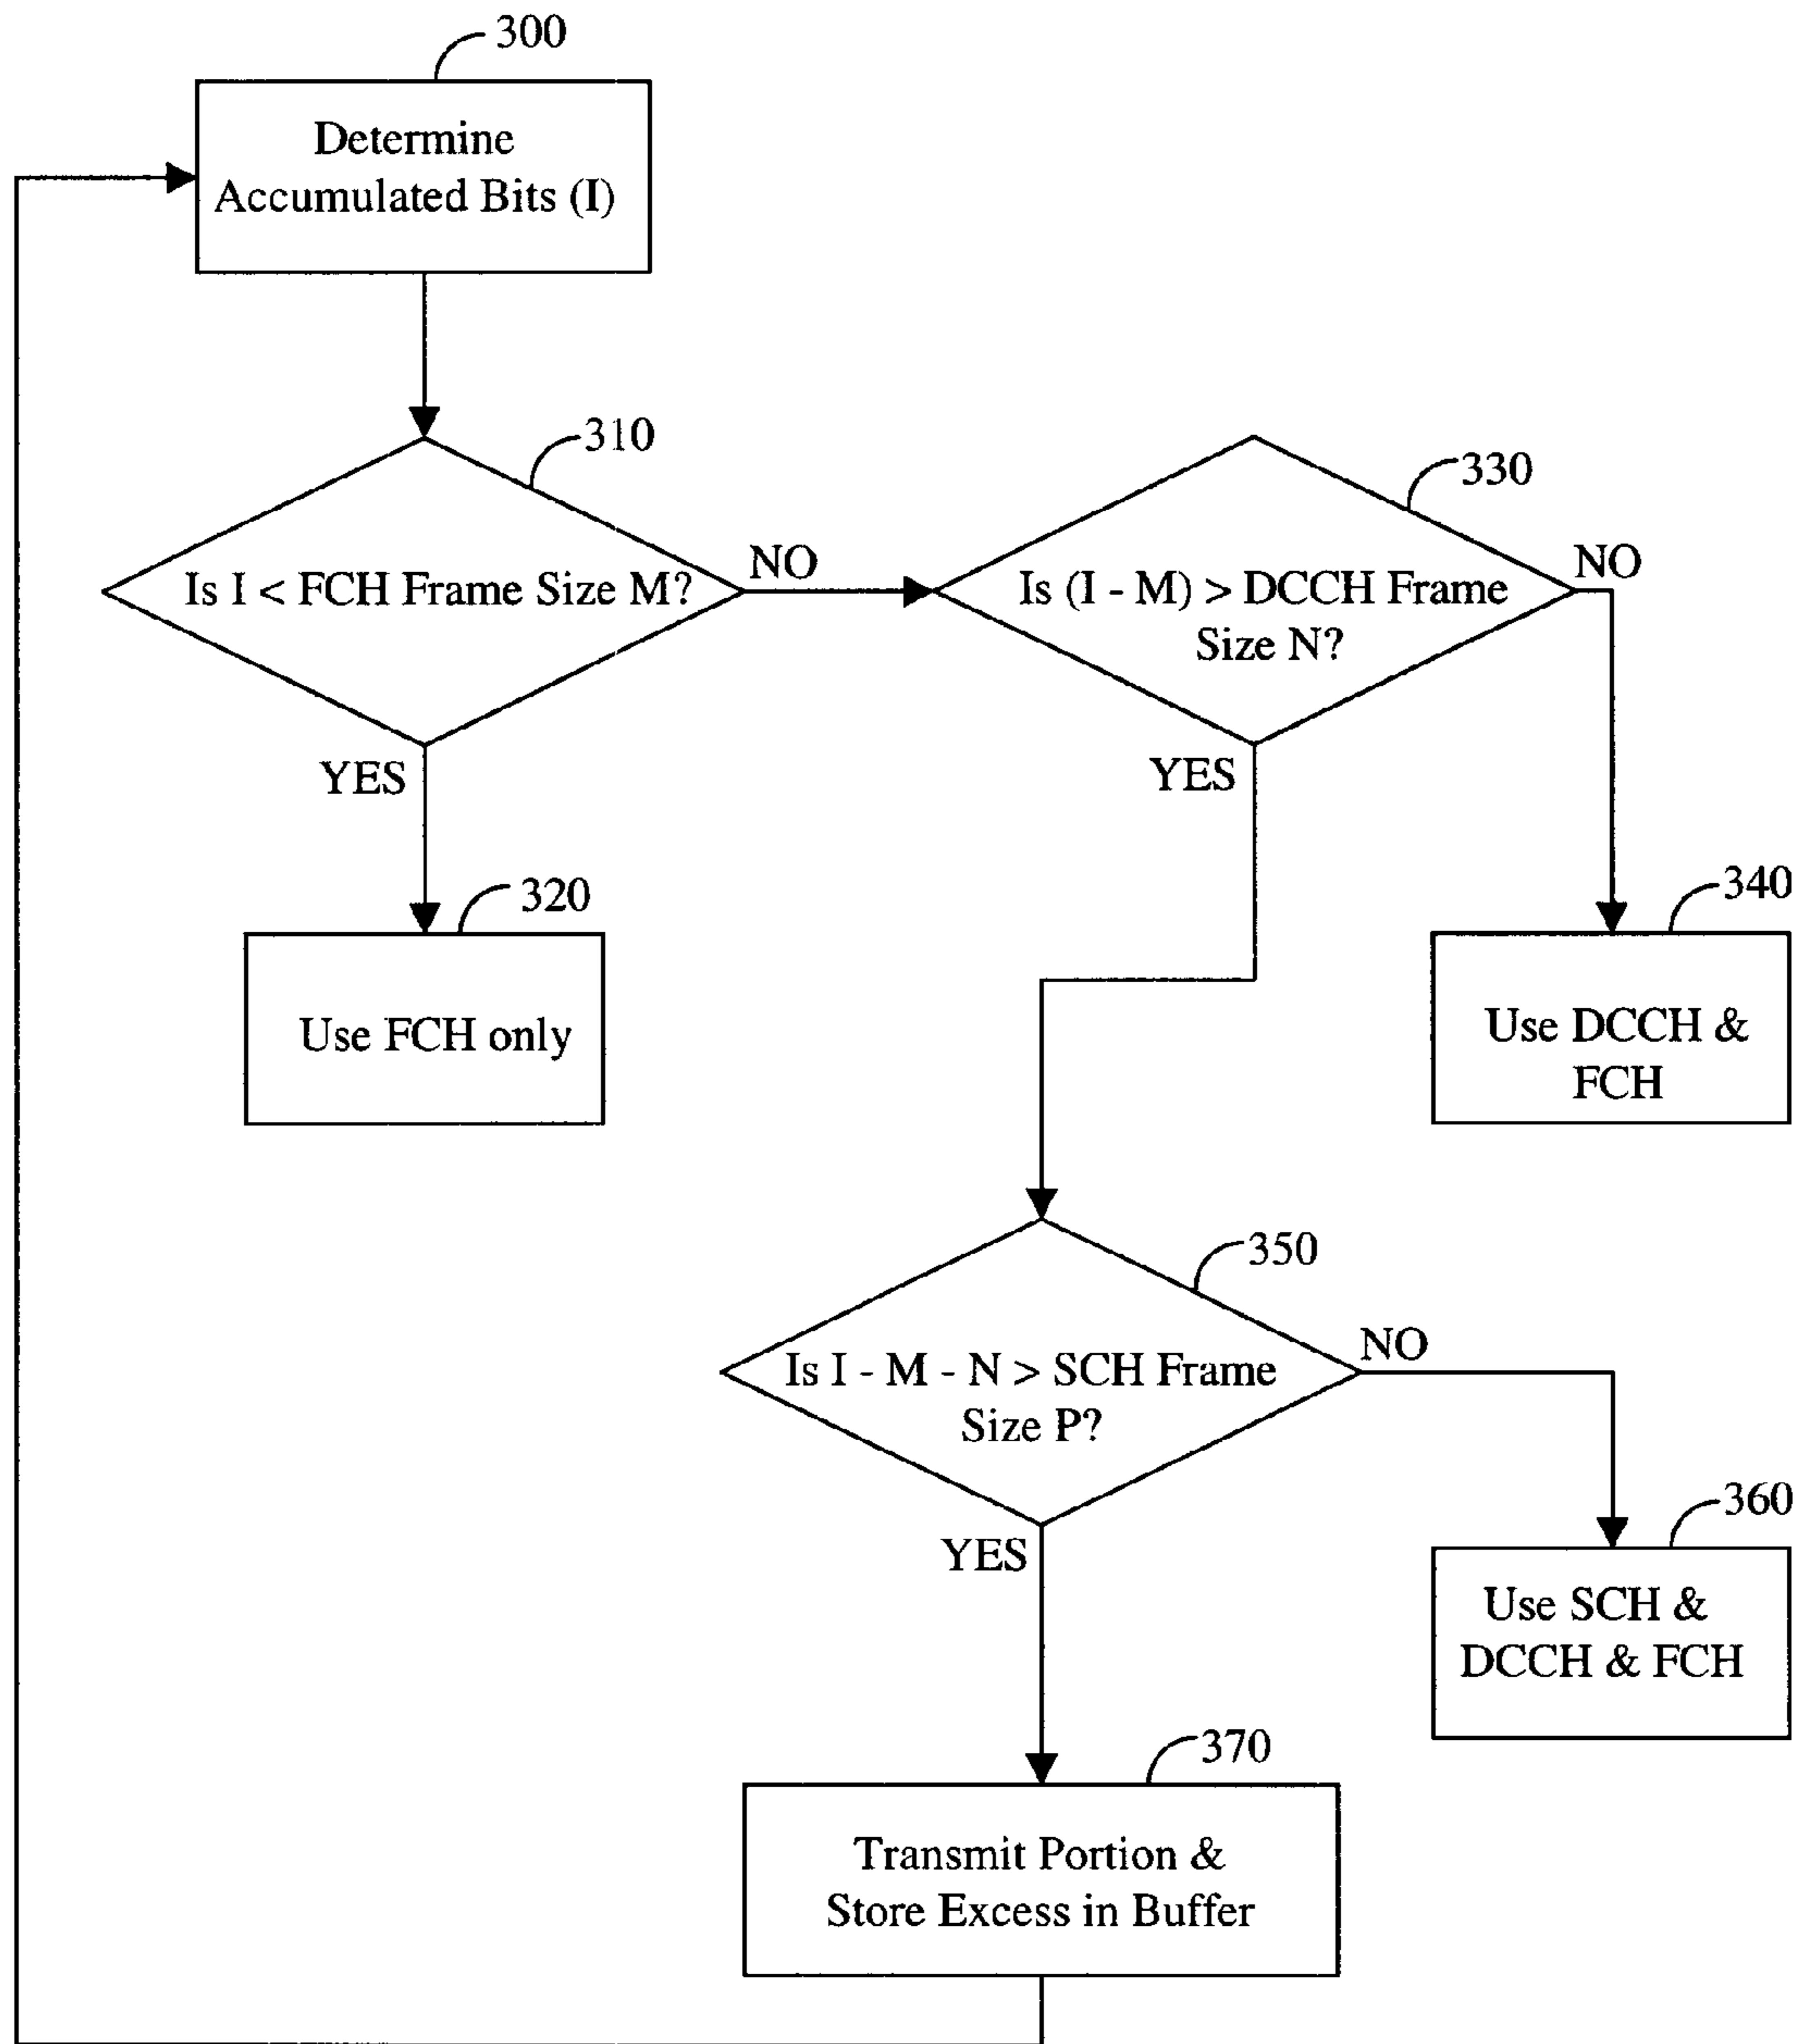 300
Determine
Accumulated Bits (I)
310
Is I < FCH Frame Size M?
NO
YES
330
Is (I - M) > DCCH Frame
Size N?
NO
YES
320
Use FCH only
340
Use DCCH &
FCH
350
Is I - M - N > SCH Frame
Size P?
NO
YES
360
Use SCH &
DCCH & FCH
370
Transmit Portion &
Store Excess in Buffer